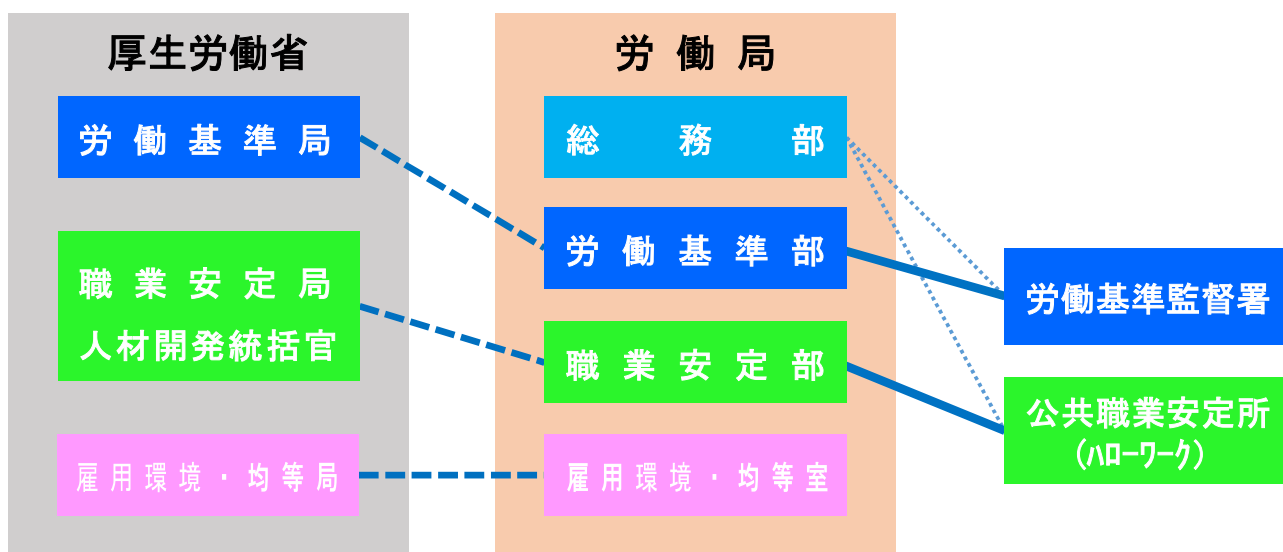 厚生労働省
労働基準局
職業安定局
人材開発統括官
雇用環境・均等局
労働局
総務部
労働基準部
職業安定部
雇用環境・均等室
労働基準監督署
公共職業安定所
(ﾊﾛｰﾜｰｸ)